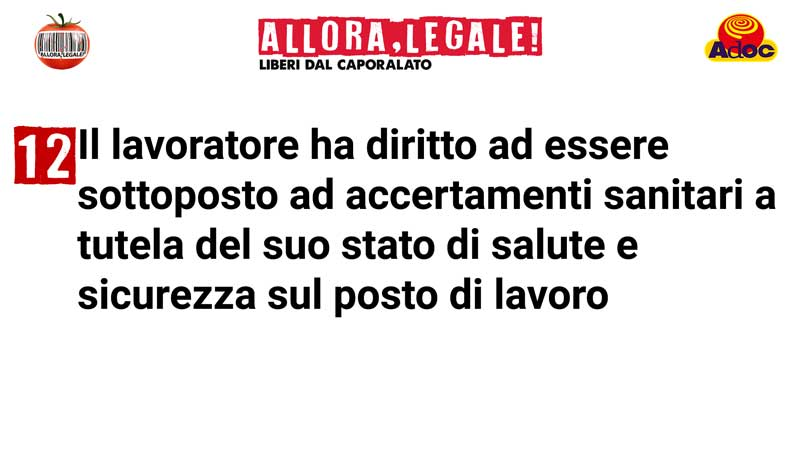 ALLORA,LEGALE!
ALLORA,LEGALE!
LIBERI DAL CAPORALATO
Adoc
12
Il lavoratore ha diritto ad essere
sottoposto ad accertamenti sanitari a
tutela del suo stato di salute e
sicurezza sul posto di lavoro